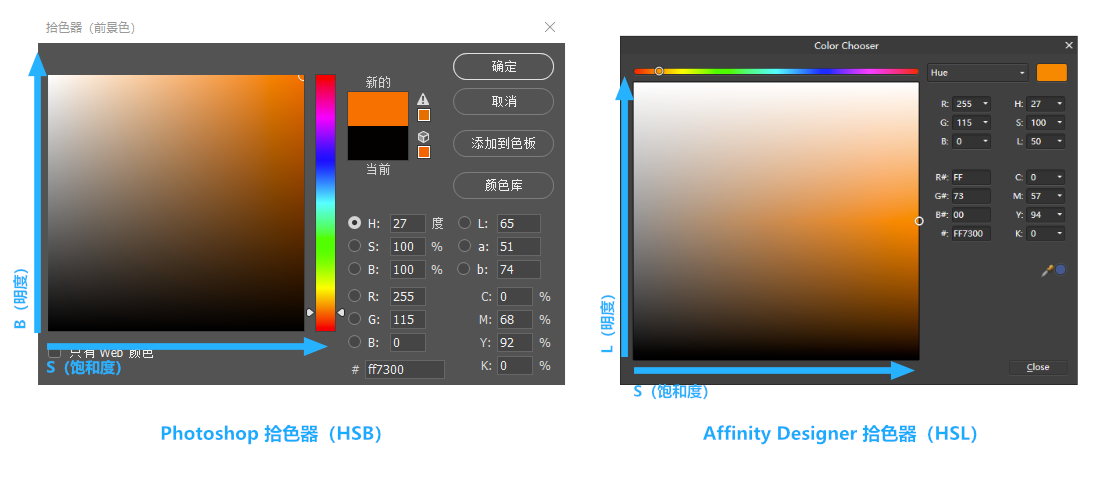 拾色器（前景色）
新的
当前
确定
取消
添加到色板
颜色库
H: 27 度
S: 100 %
B: 100 %
R: 255
G: 115
B: 0
L: 65
a: 51
b: 74
C: 0 %
M: 68 %
Y: 92 %
K: 0 %
# ff7300
只有 Web 颜色
B（明度）
S（饱和度）
Photoshop 拾色器（HSB）
Color Chooser
Hue
R: 255
G: 115
B: 0
H: 27
S: 100
L: 50
R#: FF
G#: 73
B#: 00
#: FF7300
C: 0
M: 57
Y: 94
K: 0
Close
L（明度）
S（饱和度）
Affinity Designer 拾色器（HSL）